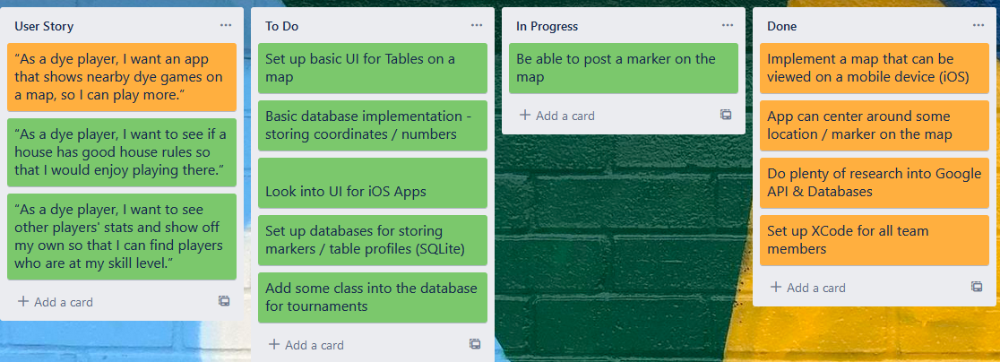 User Story
“As a dye player, I want an app
that shows nearby dye games on
a map, so I can play more.”
“As a dye player, I want to see if a
house has good house rules so
that I would enjoy playing there.”
“As a dye player, I want to see
other players' stats and show off
my own so that I can find players
who are at my skill level.”
Add a card
To Do
Set up basic UI for Tables on a
map
Basic database implementation -
storing coordinates / numbers
Look into UI for iOS Apps
Set up databases for storing
markers / table profiles (SQLite)
Add some class into the database
for tournaments
Add a card
In Progress
Be able to post a marker on the
map
Add a card
Done
Implement a map that can be
viewed on a mobile device (iOS)
App can center around some
location / marker on the map
Do plenty of research into Google
API & Databases
Set up XCode for all team
members
Add a card